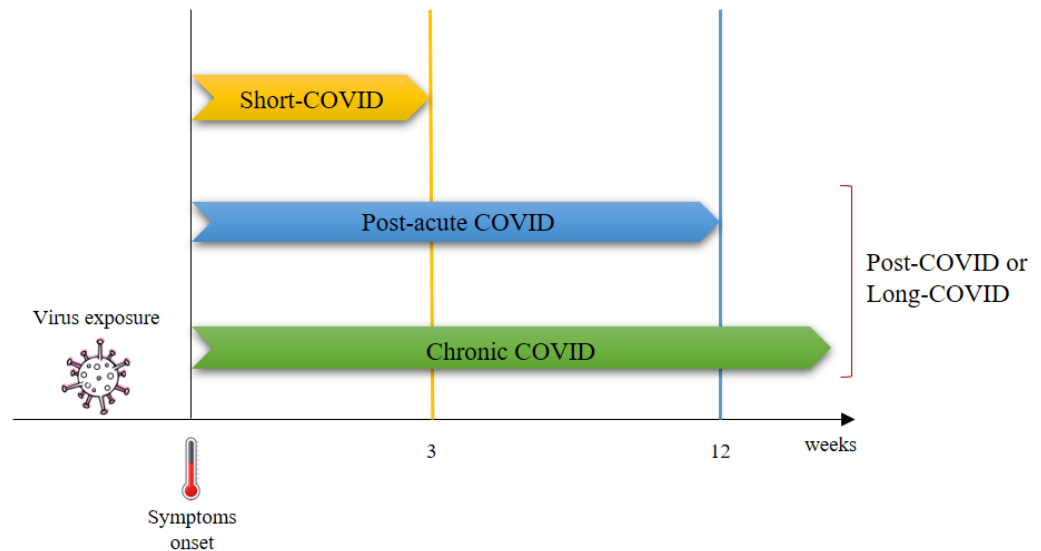 Short-COVID
Post-acute COVID
Post-COVID or
Long-COVID
Virus exposure
Chronic COVID
3
12
weeks
Symptoms
onset